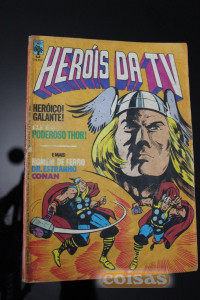 HERÓIS DA TV
HERÓICO!
GALANTE!
PODEROSO THOR!
HOMEM DE FERRO
DR. ESTRANHO
CONAN
coisas